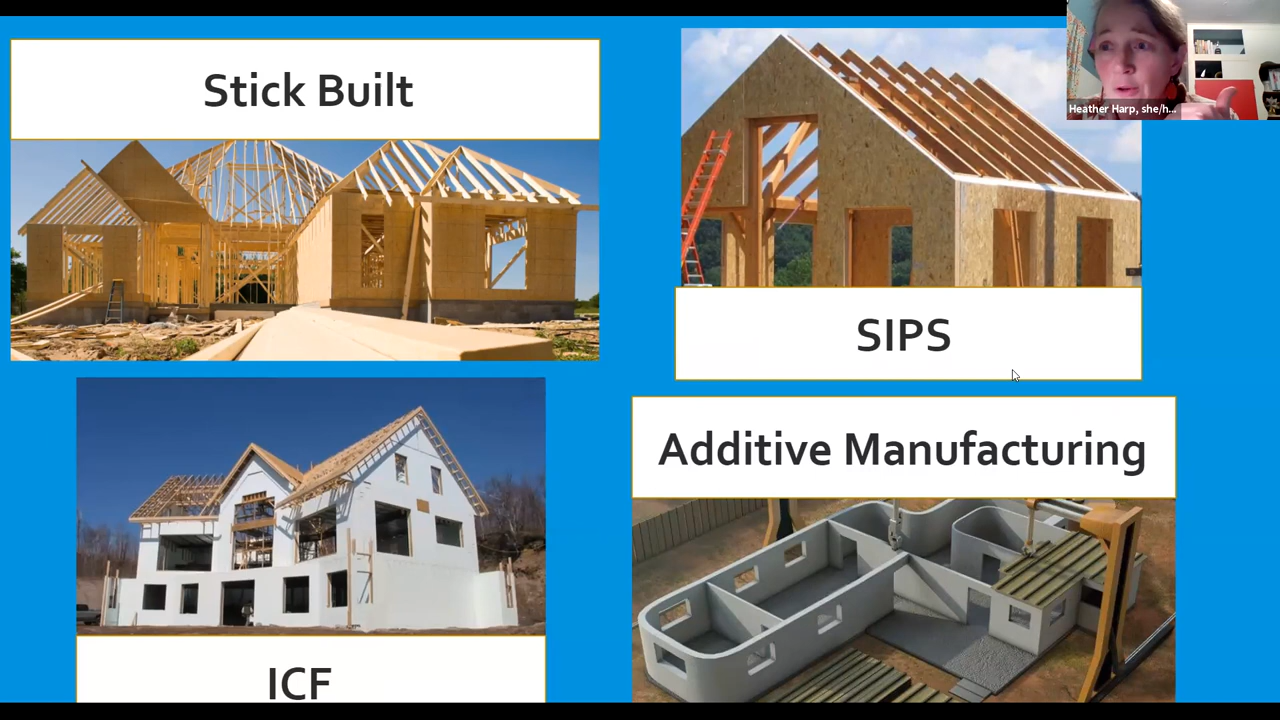 Stick Built
Heather Harp, she/h...
SIPS
Additive Manufacturing
ICF